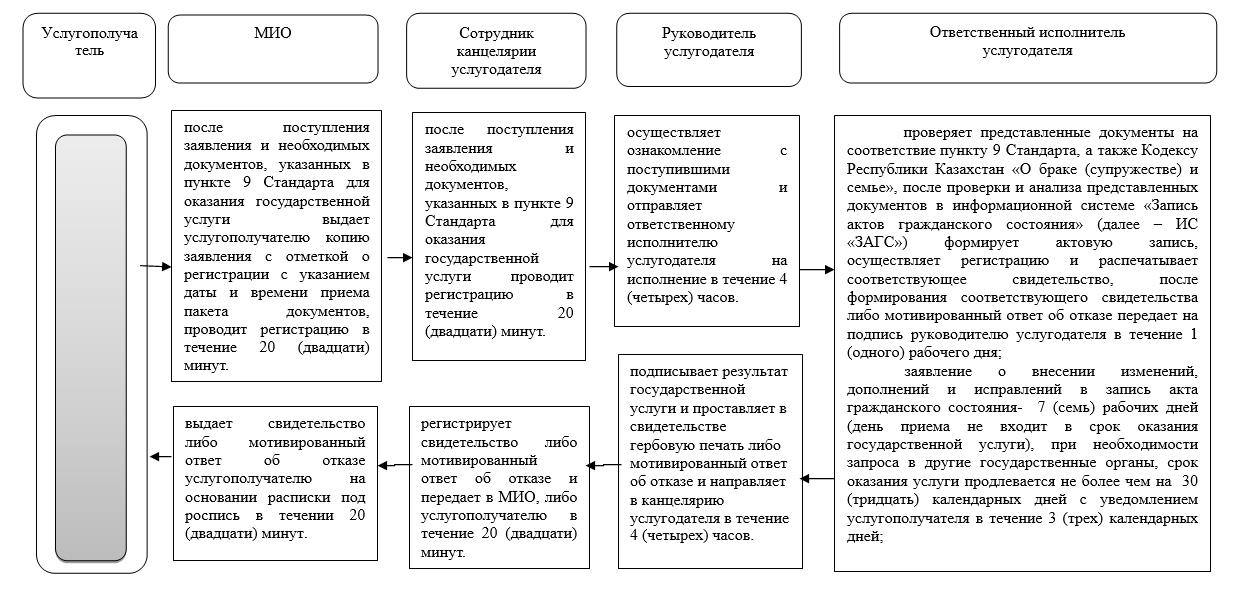 Услугополуча
тель
МИО
Сотрудник
канцелярии
услугодателя
Руководитель
услугодателя
Ответственный исполнитель
услугодателя
после поступления
заявления и необходимых
документов, указанных в
пункте 9 Стандарта для
оказания государственной
услуги выдает
услугополучателю копию
заявления с отметкой о
регистрации с указанием
даты и времени приема
пакета документов,
проводит регистрацию в
течение 20 (двадцати)
минут.
после поступления
заявления и
необходимых
документов,
указанных в пункте 9
Стандарта для
оказания
государственной
услуги проводит
регистрацию в
течение 20
(двадцати) минут.
осуществляет
ознакомление с
поступившими
документами и
отправляет
ответственному
исполнителю
услугодателя на
исполнение в течение 4
(четырех) часов.
проверяет представленные документы на
соответствие пункту 9 Стандарта, а также Кодексу
Республики Казахстан «О браке (супружестве) и
семье», после проверки и анализа представленных
документов в информационной системе «Запись
актов гражданского состояния» (далее – ИС
«ЗАГС») формирует актовую запись,
осуществляет регистрацию и распечатывает
соответствующее свидетельство, после
формирования соответствующего свидетельства
либо мотивированный ответ об отказе передает на
подпись руководителю услугодателя в течение 1
(одного) рабочего дня;
заявление о внесении изменений,
дополнений и исправлений в запись акта
гражданского состояния- 7 (семь) рабочих дней
(день приема не входит в срок оказания
государственной услуги), при необходимости
запроса в другие государственные органы, срок
оказания услуги продлевается не более чем на 30
(тридцать) календарных дней с уведомлением
услугополучателя в течение 3 (трех) календарных
дней;
подписывает результат
государственной
услуги и проставляет в
свидетельстве
гербовую печать либо
мотивированный ответ
об отказе и направляет
в канцелярию
услугодателя в течение
4 (четырех) часов.
регистрирует
свидетельство либо
мотивированный
ответ об отказе и
передает в МИО, либо
услугополучателю в
течение 20 (двадцати)
минут.
выдает свидетельство
либо мотивированный
ответ об отказе
услугополучателю на
основании расписки под
роспись в течении 20
(двадцати) минут.